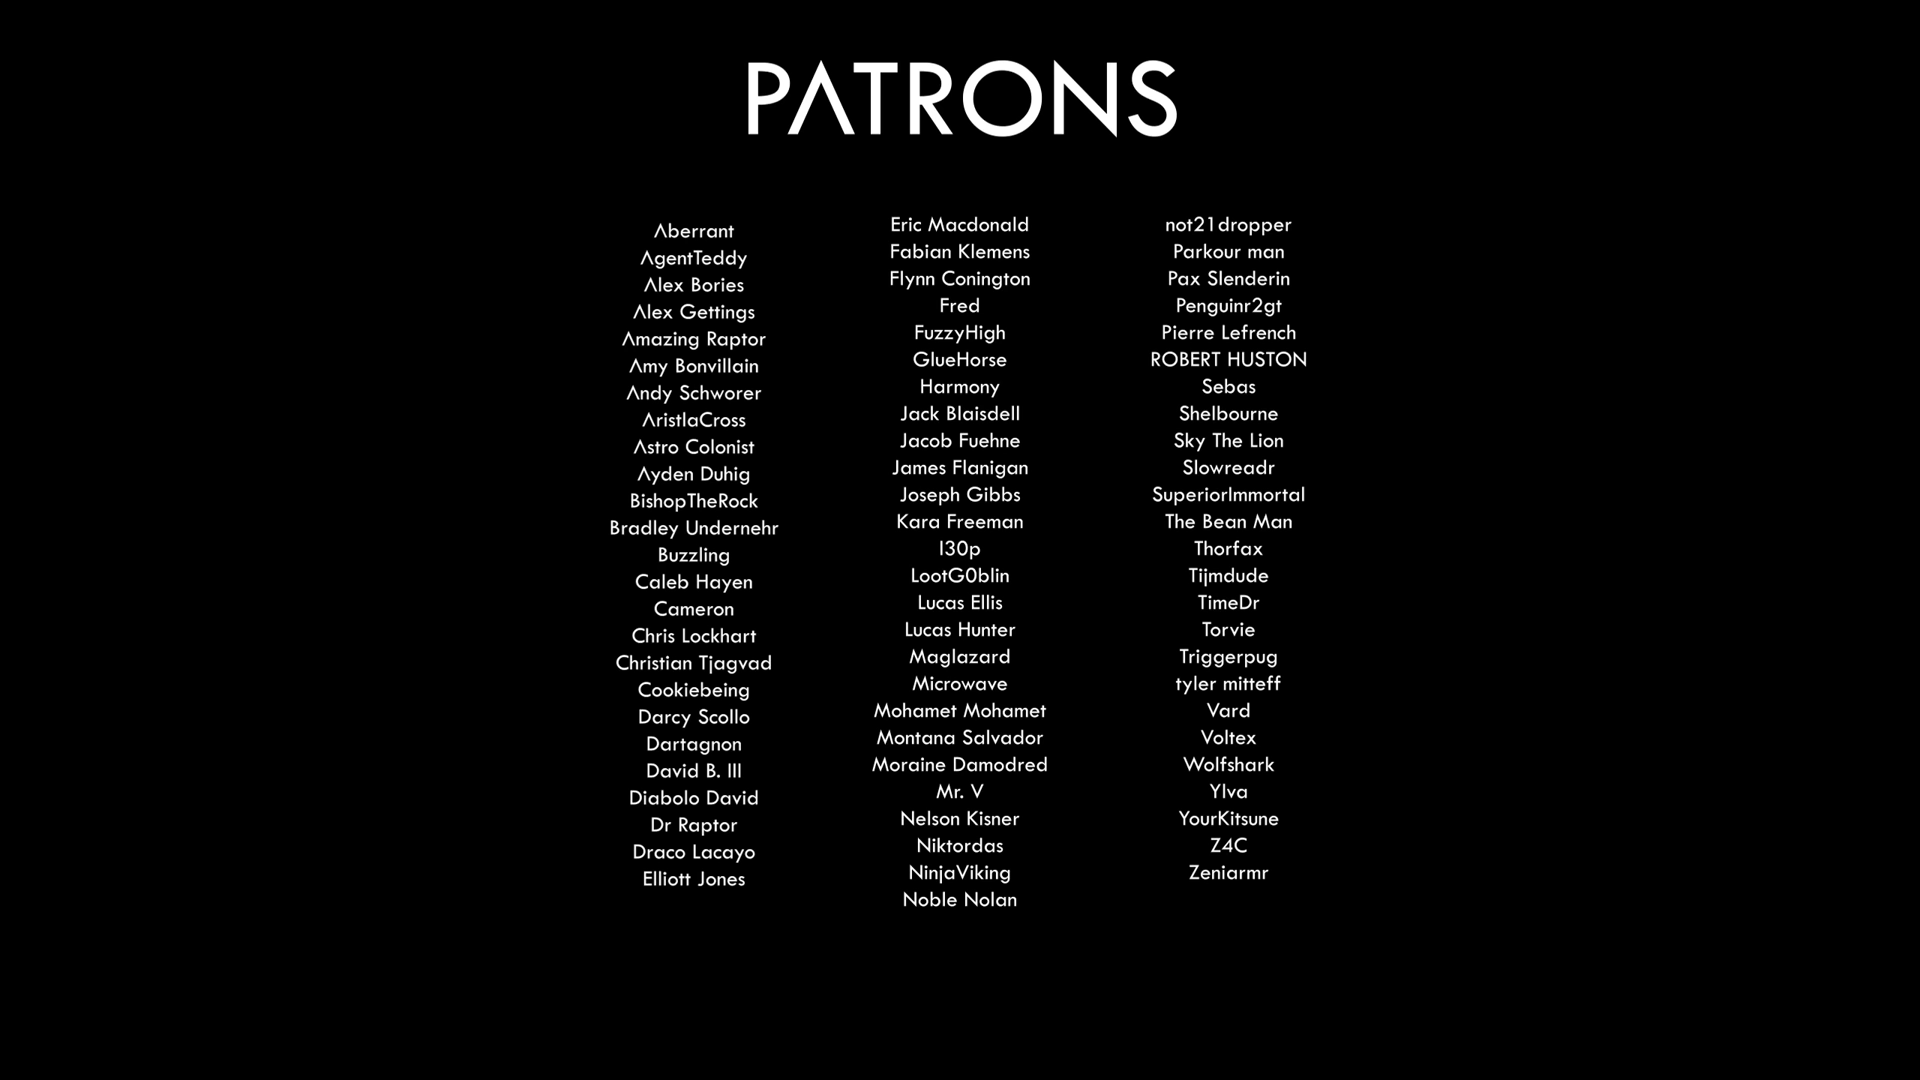 PATRONS
Aberrant
AgentTeddy
Alex Bories
Alex Gettings
Amazing Raptor
Amy Bonvillain
Andy Schworer
AristlaCross
Astro Colonist
Ayden Duhig
BishopTheRock
Bradley Undernehr
Buzzling
Caleb Hayen
Cameron
Chris Lockhart
Christian Tjagvad
Cookiebeing
Darcy Scollo
Dartagnon
David B. III
Diabolo David
Dr Raptor
Draco Lacayo
Elliott Jones
Eric Macdonald
Fabian Klemens
Flynn Conington
Fred
FuzzyHigh
GlueHorse
Harmony
Jack Blaisdell
Jacob Fuehne
James Flanigan
Joseph Gibbs
Kara Freeman
l30p
LootG0blin
Lucas Ellis
Lucas Hunter
Maglazard
Microwave
Mohamet Mohamet
Montana Salvador
Moraine Damodred
Mr. V
Nelson Kisner
Niktordas
NinjaViking
Noble Nolan
not21dropper
Parkour man
Pax Slenderin
Penguinr2gt
Pierre Lefrench
ROBERT HUSTON
Sebas
Shelbourne
Sky The Lion
Slowreadr
SuperiorImmortal
The Bean Man
Thorfax
Tijmdude
TimeDr
Torvie
Triggerpug
tyler mitteff
Vard
Voltex
Wolfshark
Ylva
YourKitsune
Z4C
Zeniarmr